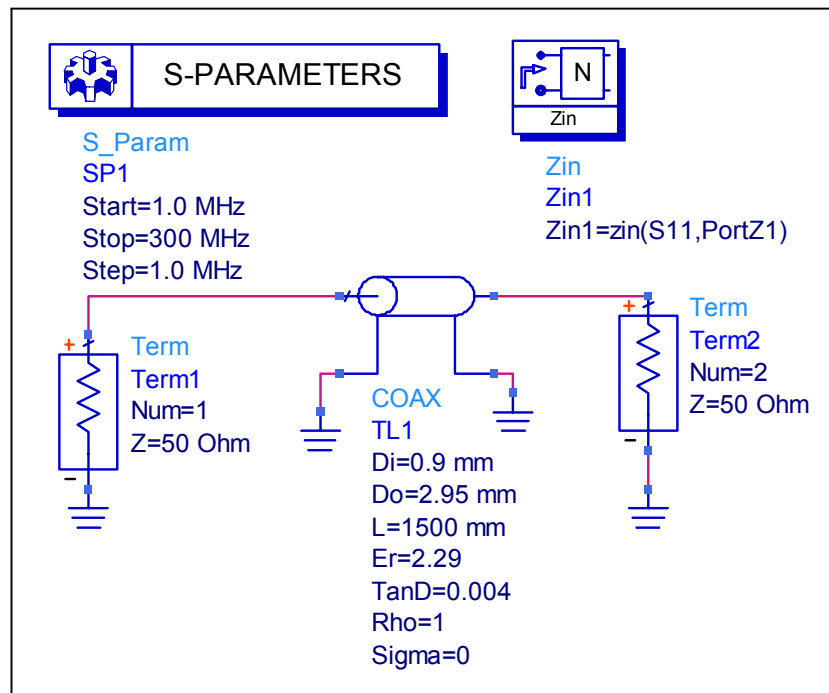 S-PARAMETERS
N
Zin
S_Param
SP1
Start=1.0 MHz
Stop=300 MHz
Step=1.0 MHz
Zin
Zin1
Zin1=zin(S11,PortZ1)
+
Term
Term1
Num=1
Z=50 Ohm
-
COAX
TL1
Di=0.9 mm
Do=2.95 mm
L=1500 mm
Er=2.29
TanD=0.004
Rho=1
Sigma=0
+
Term
Term2
Num=2
Z=50 Ohm
-